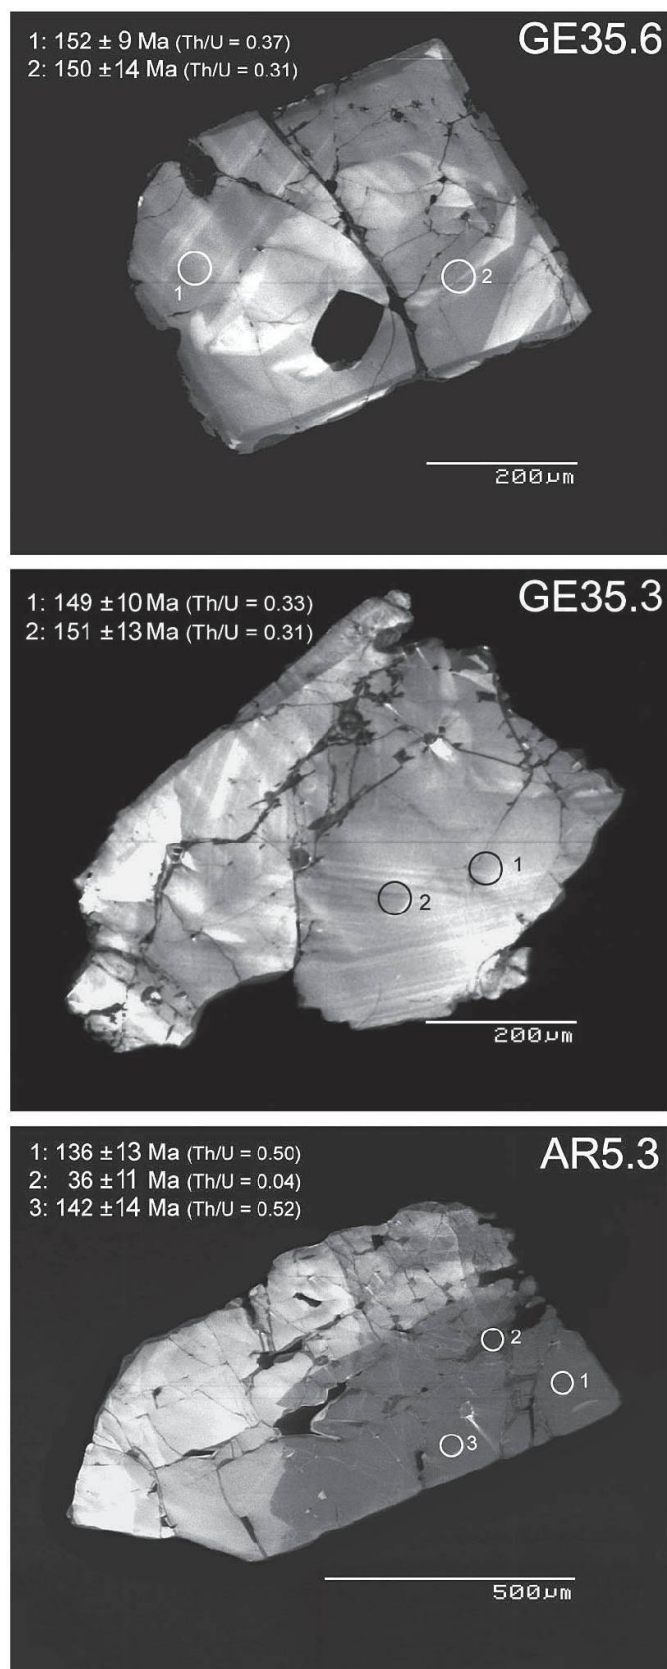 1: 152 ± 9 Ma (Th/U = 0.37)
GE35.6
2: 150 ± 14 Ma (Th/U = 0.31)
1
2
200µm
1: 149 ± 10 Ma (Th/U = 0.33)
GE35.3
2: 151 ± 13 Ma (Th/U = 0.31)
1
2
200µm
1: 136 ± 13 Ma (Th/U = 0.50)
AR5.3
2: 36 ± 11 Ma (Th/U = 0.04)
3: 142 ± 14 Ma (Th/U = 0.52)
2
1
3
500µm